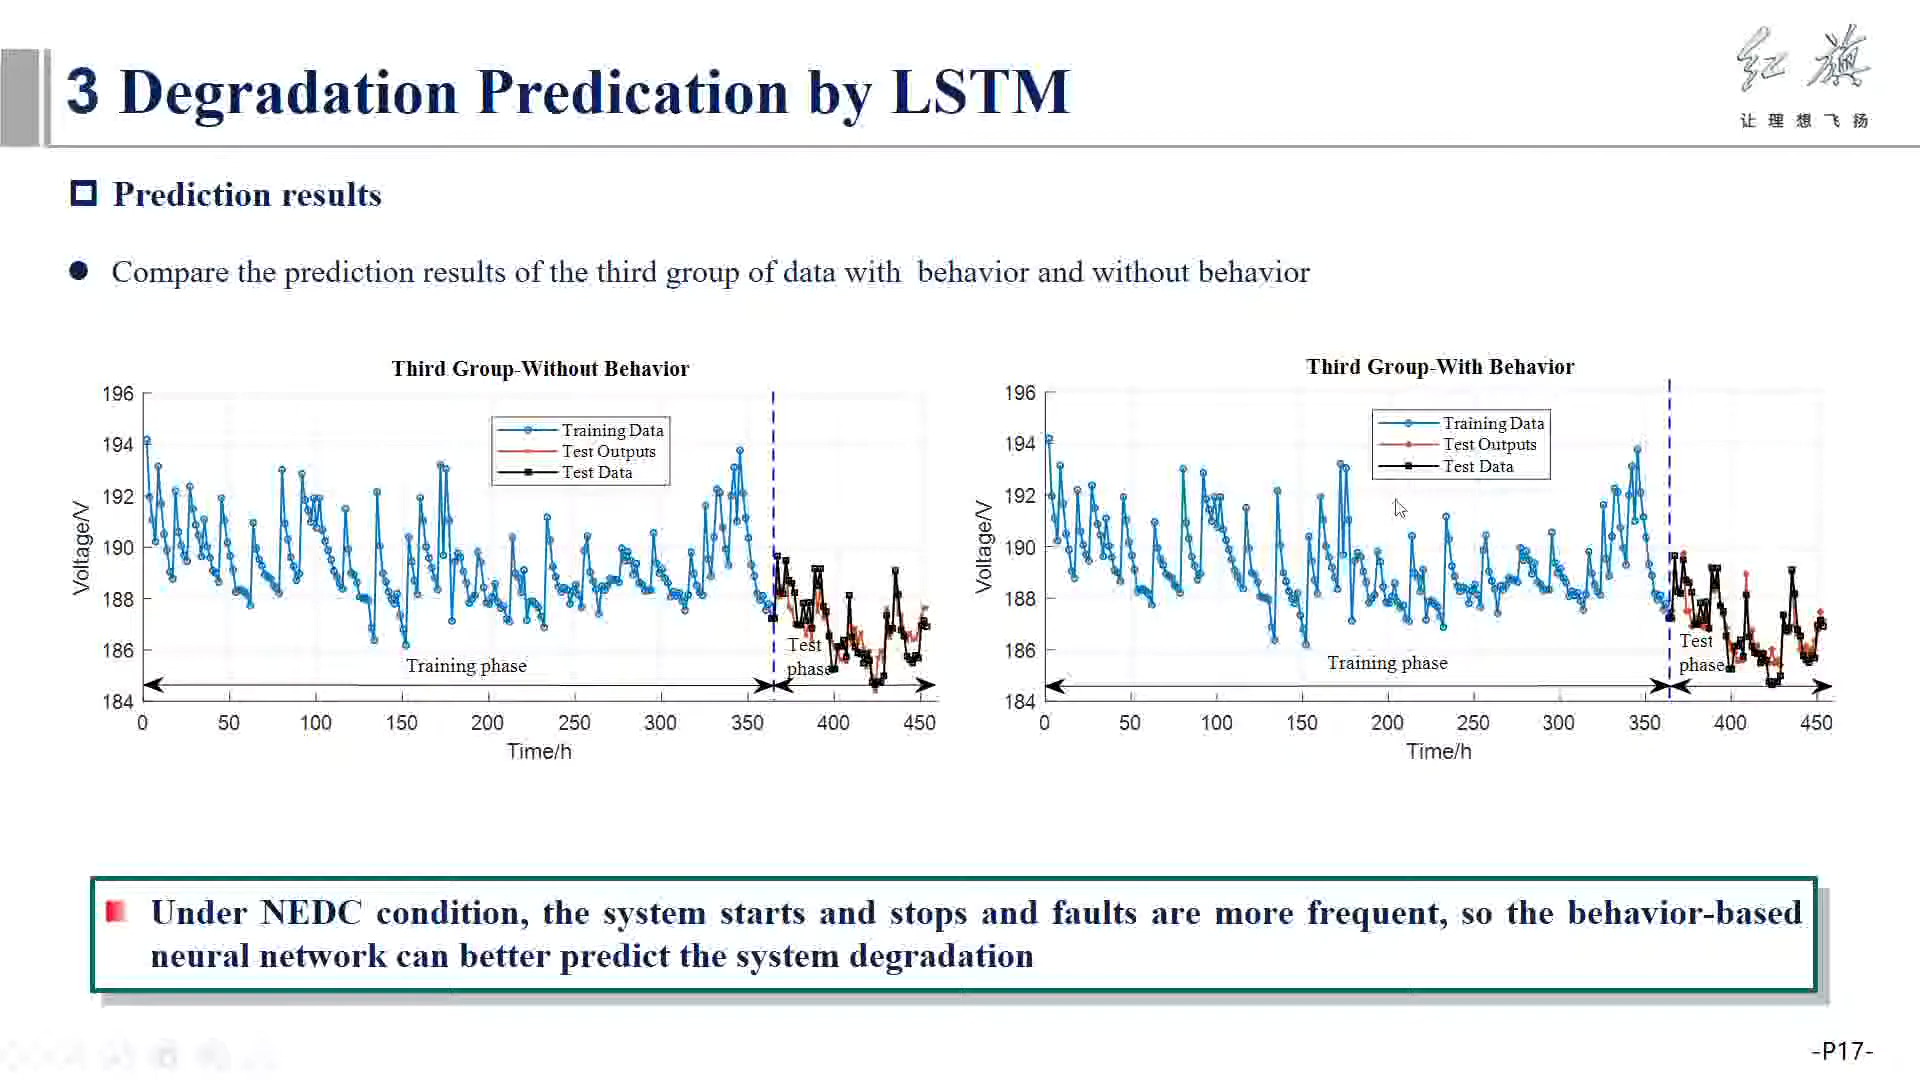 红旗
让理想飞扬
3 Degradation Predication by LSTM
Prediction results
Compare the prediction results of the third group of data with behavior and without behavior
Third Group-Without Behavior
196
194
192
190
188
186
184
Voltage/V
Training Data
Test Outputs
Test Data
Training phase
Test
phase
0 50 100 150 200 250 300 350 400 450
Time/h
Third Group-With Behavior
196
194
192
190
188
186
184
Voltage/V
Training Data
Test Outputs
Test Data
Training phase
Test
phase
0 50 100 150 200 250 300 350 400 450
Time/h
Under NEDC condition, the system starts and stops and faults are more frequent, so the behavior-based
neural network can better predict the system degradation
-P17-